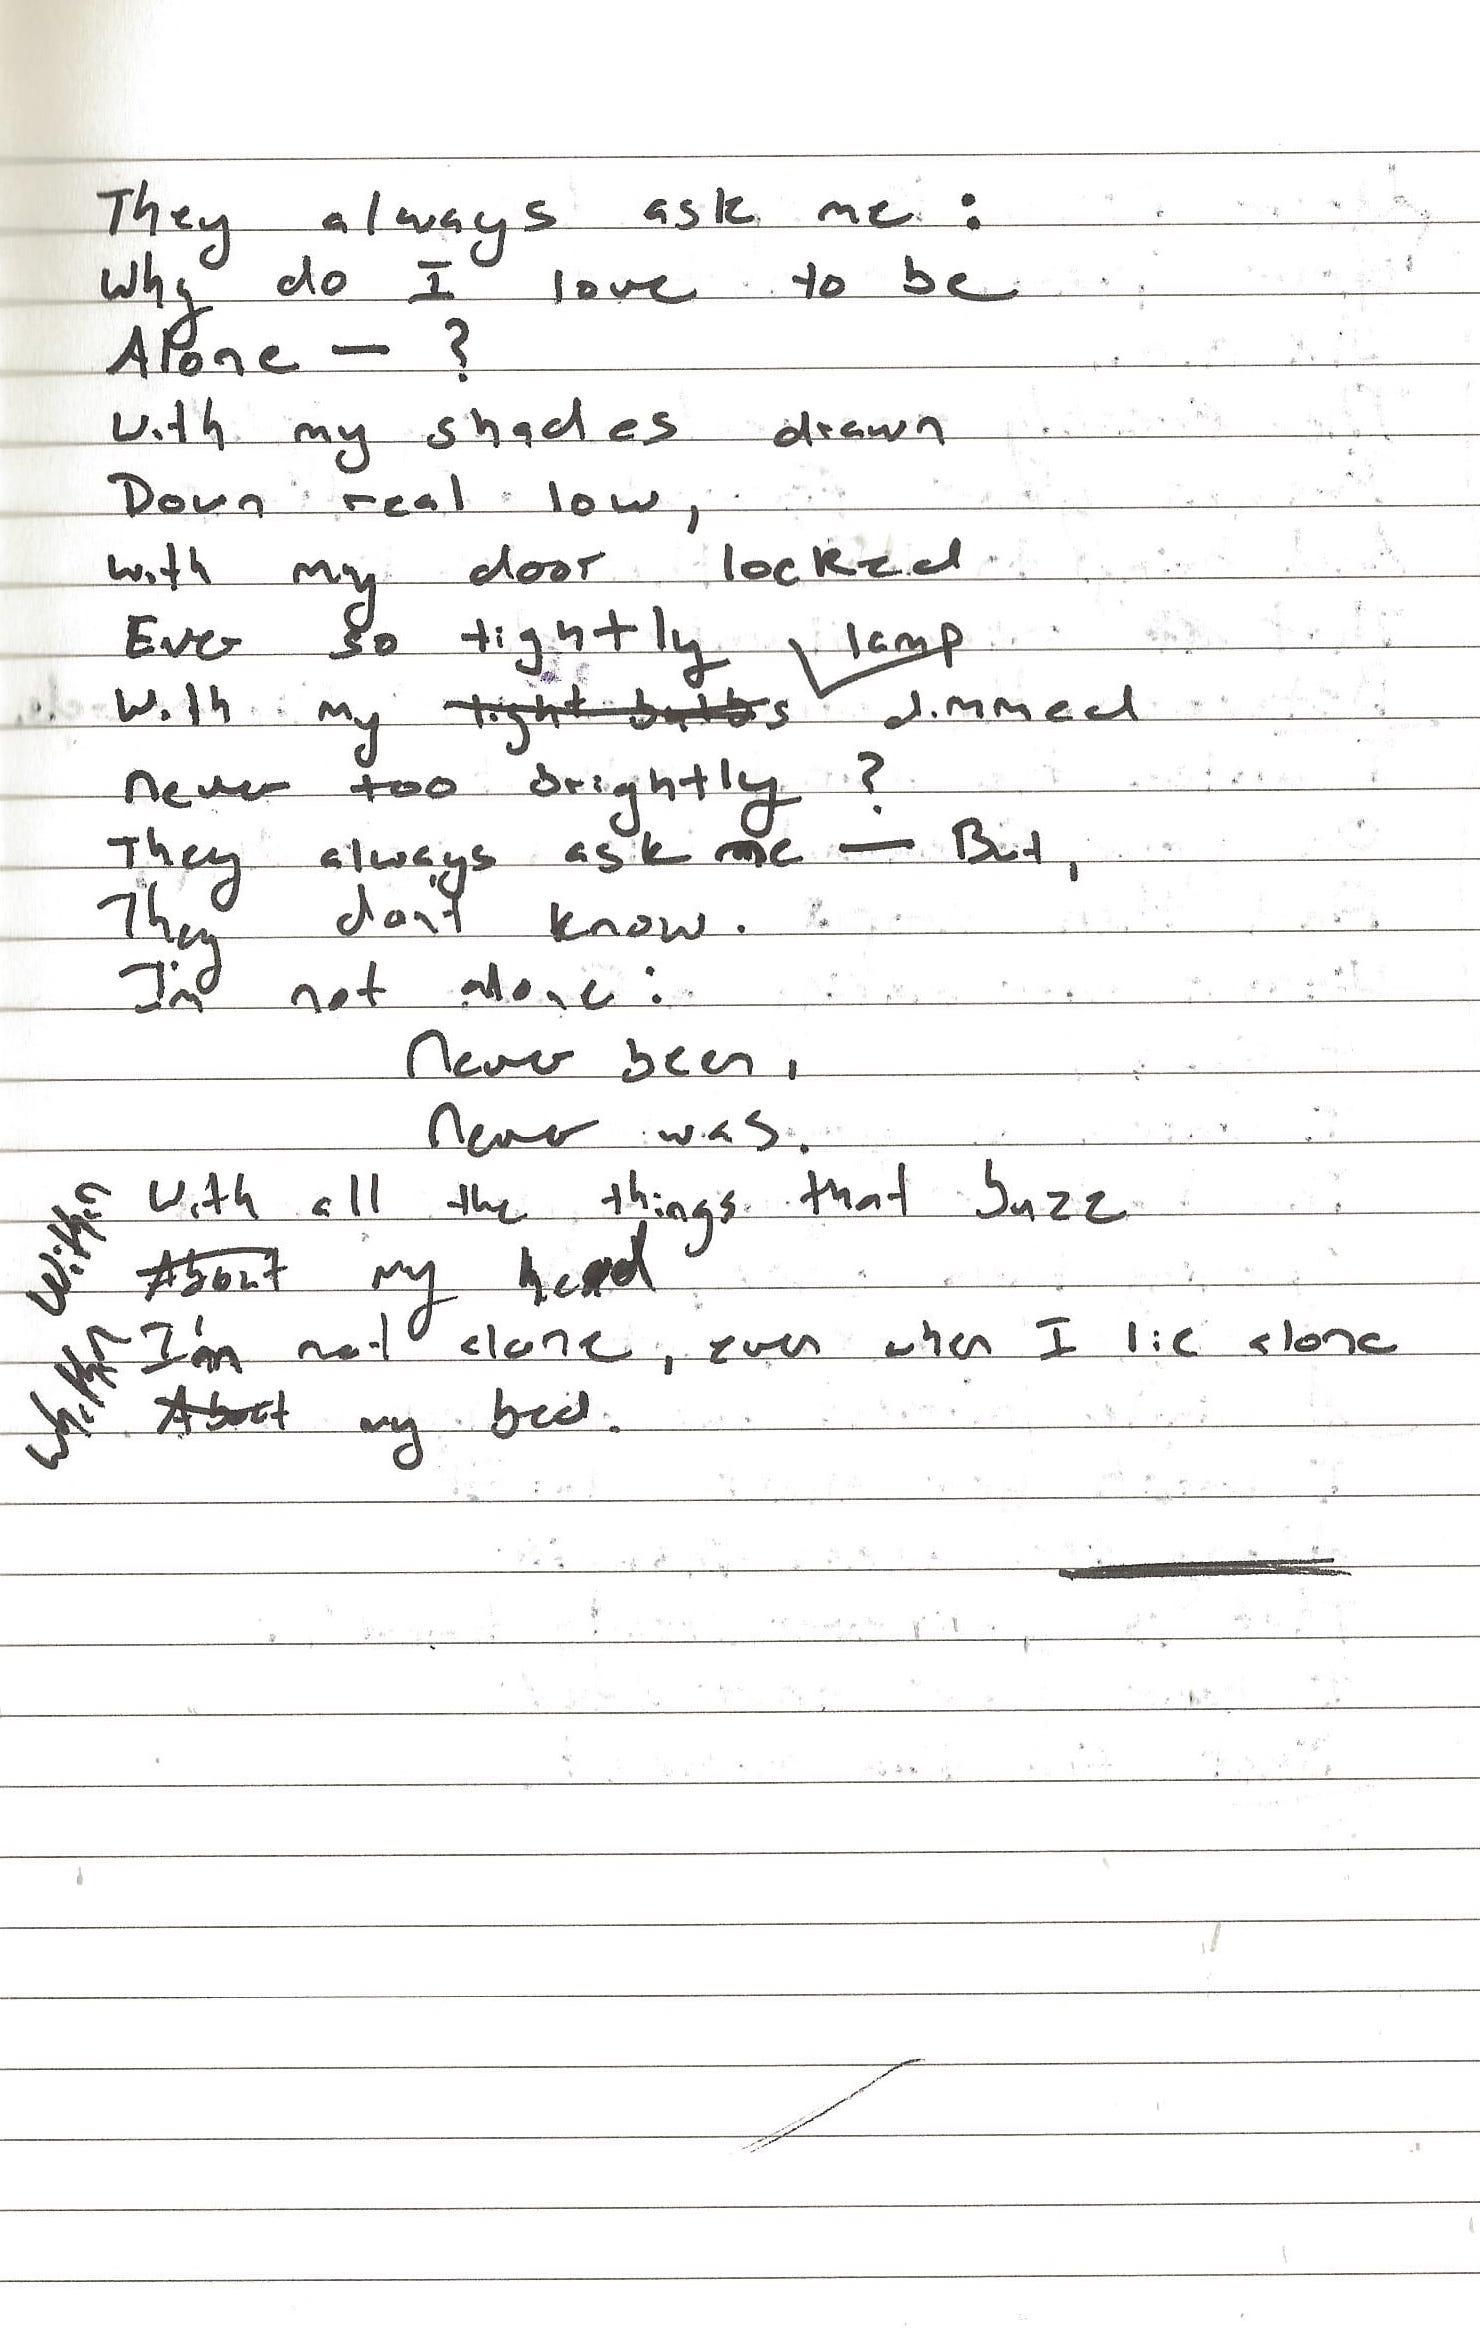 They always ask me:
Why do I love to be
Alone — ?
With my shades drawn
Down real low,
With my door locked
Ever so tightly
lamp
With my light bulbs dimmed
Never too brightly?
They always ask me — But,
They don't know.
I'm not alone:
Never been,
Never was.
With all the things that buzz
Within
About my head
I'm not alone, even when I lie alone
Whithin
About my bed.